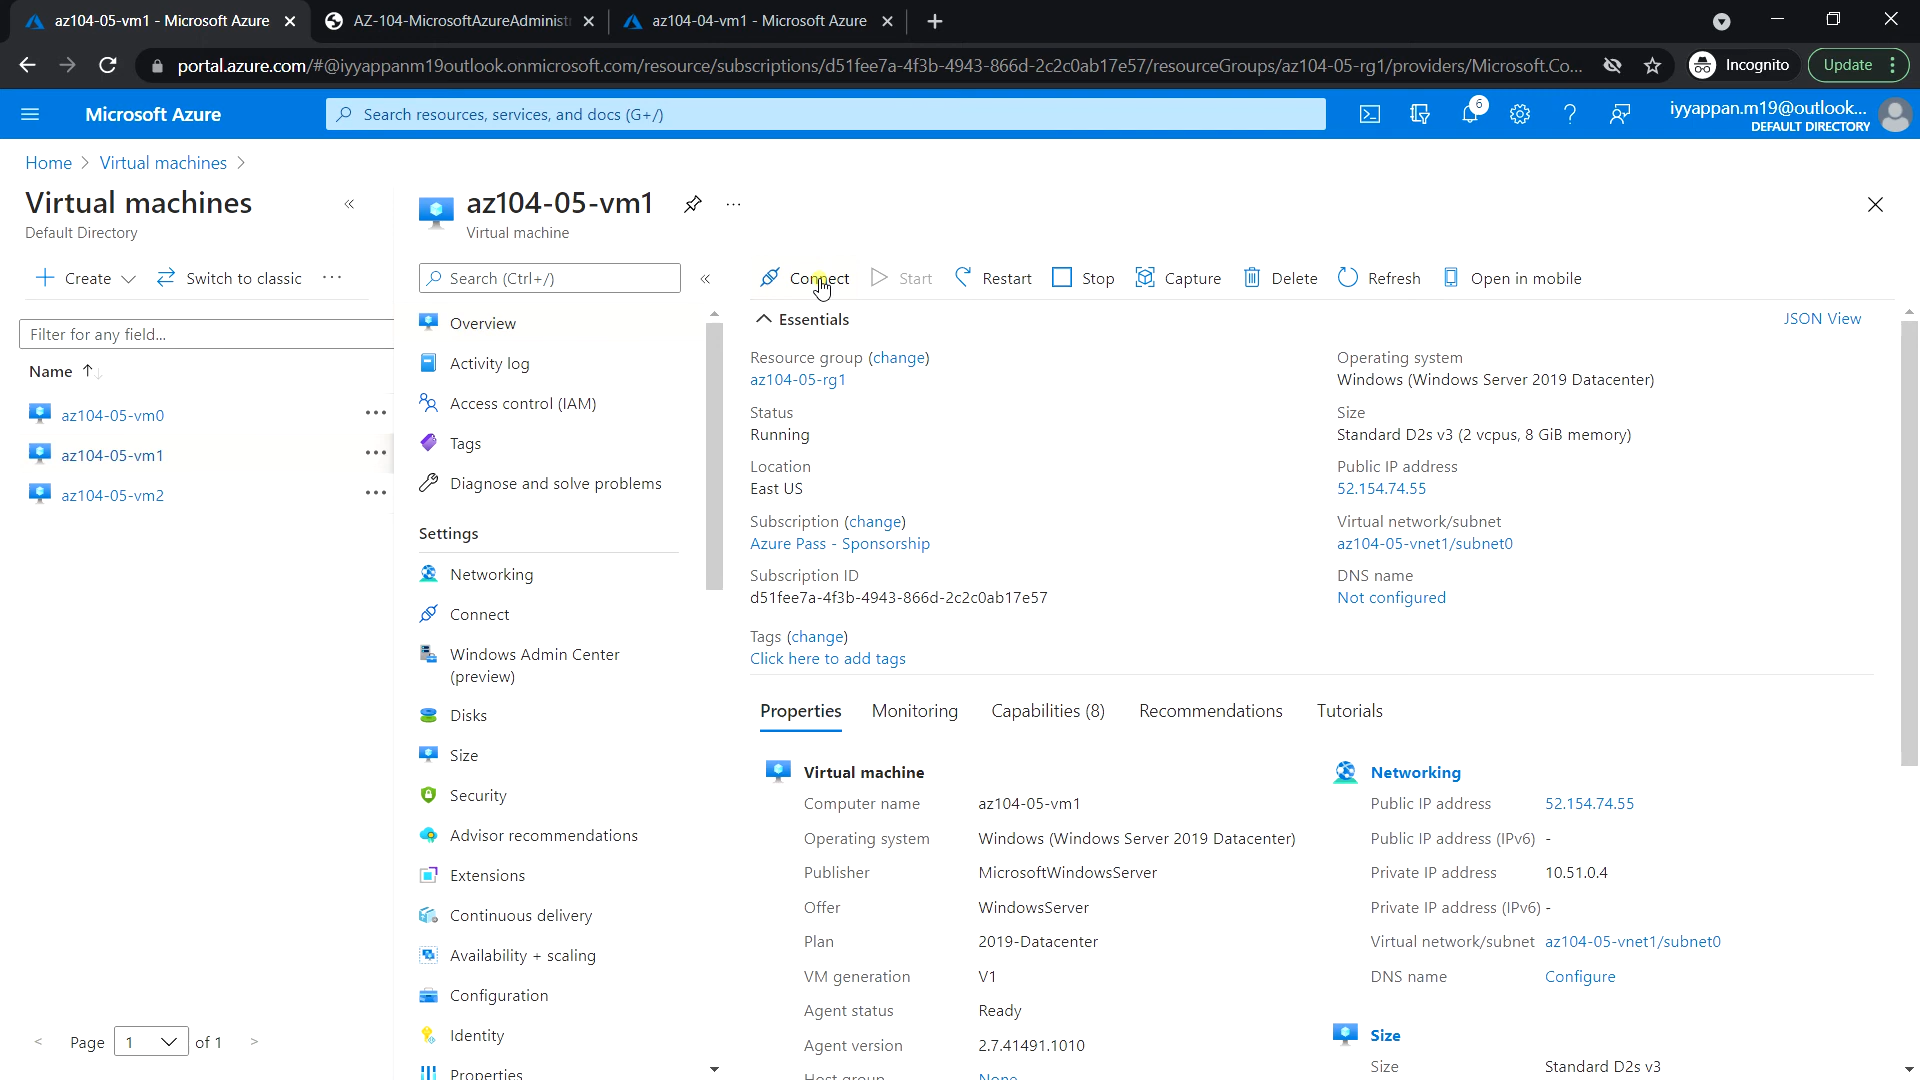 az104-05-vm1 - Microsoft Azure
AZ-104-MicrosoftAzureAdminist
az104-04-vm1 - Microsoft Azure
portal.azure.com/#@iyyappanm19outlook.onmicrosoft.com/resource/subscriptions/d51fee7a-4f3b-4943-866d-2c2c0ab17e57/resourceGroups/az104-05-rg1/providers/Microsoft.Co...
Incognito
Update
Microsoft Azure
Search resources, services, and docs (G+/)
6
iyyappan.m19@outlook...
DEFAULT DIRECTORY
Home > Virtual machines >
Virtual machines
Default Directory
Create
Switch to classic
Filter for any field...
Name
az104-05-vm0
az104-05-vm1
az104-05-vm2
Page 1 of 1
az104-05-vm1
Virtual machine
Search (Ctrl+/)
Overview
Activity log
Access control (IAM)
Tags
Diagnose and solve problems
Settings
Networking
Connect
Windows Admin Center
(preview)
Disks
Size
Security
Advisor recommendations
Extensions
Continuous delivery
Availability + scaling
Configuration
Identity
Properties
Connect
Start
Restart
Stop
Capture
Delete
Refresh
Open in mobile
Essentials
JSON View
Resource group (change)
az104-05-rg1
Status
Running
Location
East US
Subscription (change)
Azure Pass - Sponsorship
Subscription ID
d51fee7a-4f3b-4943-866d-2c2c0ab17e57
Tags (change)
Click here to add tags
Operating system
Windows (Windows Server 2019 Datacenter)
Size
Standard D2s v3 (2 vcpus, 8 GiB memory)
Public IP address
52.154.74.55
Virtual network/subnet
az104-05-vnet1/subnet0
DNS name
Not configured
Properties
Monitoring
Capabilities (8)
Recommendations
Tutorials
Virtual machine
Computer name az104-05-vm1
Operating system Windows (Windows Server 2019 Datacenter)
Publisher MicrosoftWindowsServer
Offer WindowsServer
Plan 2019-Datacenter
VM generation V1
Agent status Ready
Agent version 2.7.41491.1010
Host group None
Networking
Public IP address 52.154.74.55
Public IP address (IPv6) -
Private IP address 10.51.0.4
Private IP address (IPv6) -
Virtual network/subnet az104-05-vnet1/subnet0
DNS name Configure
Size
Size Standard D2s v3